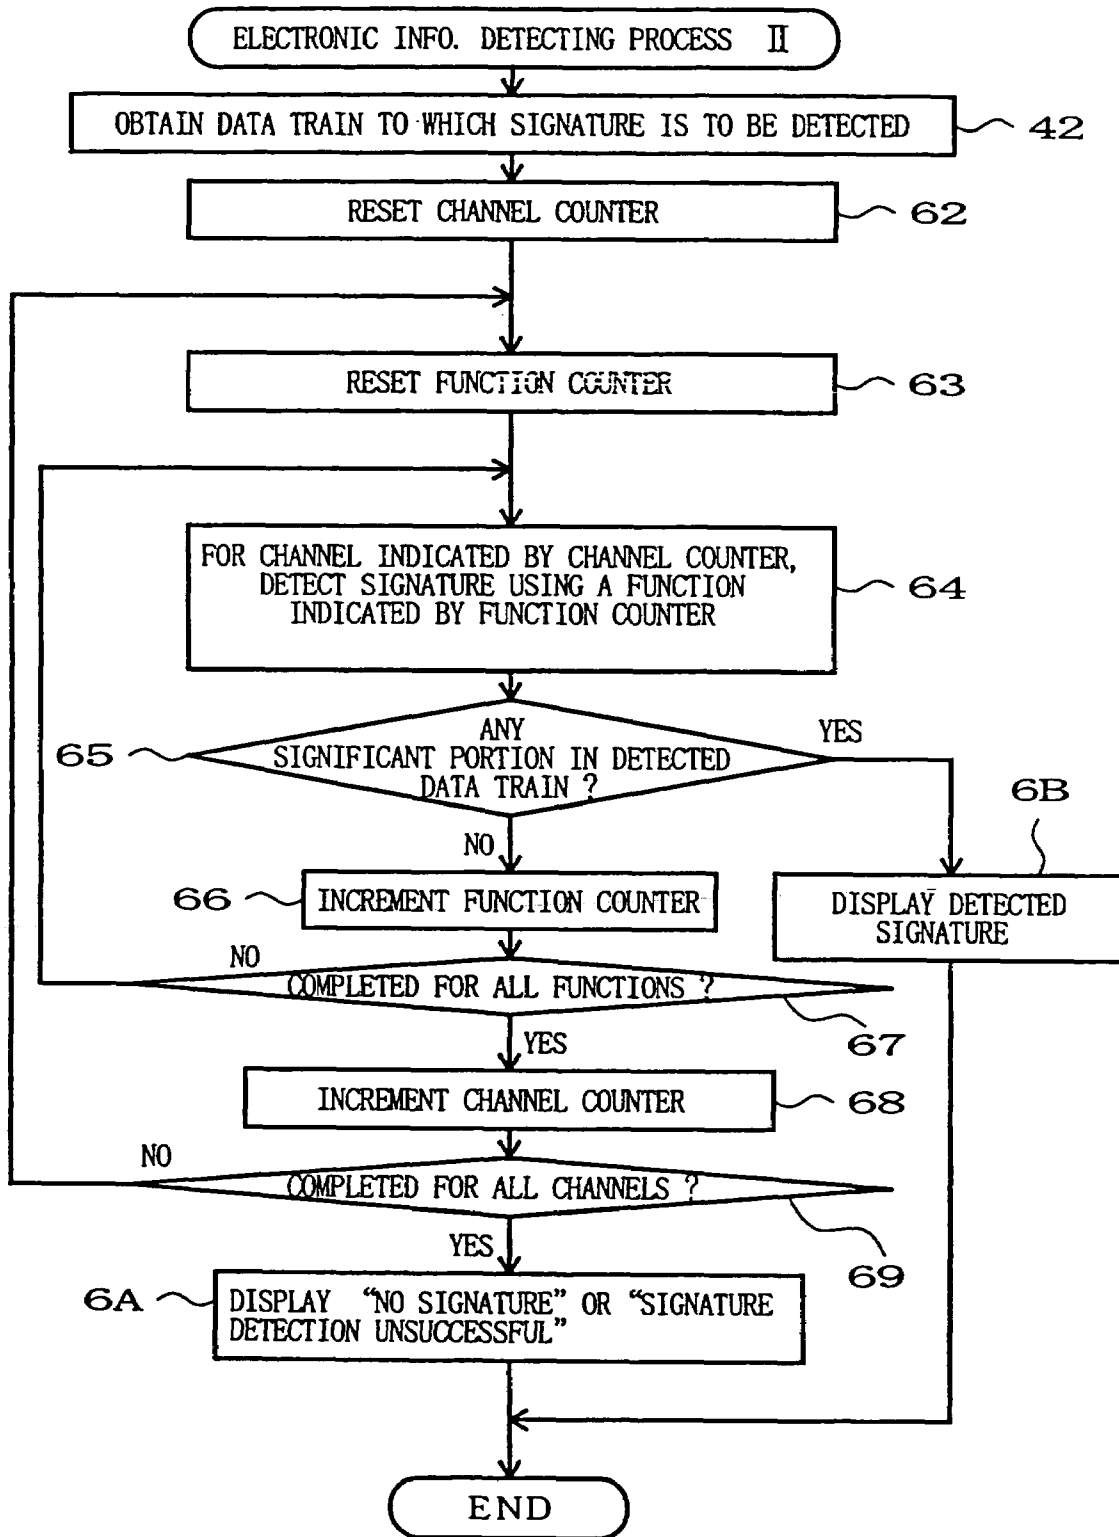 ELECTRONIC INFO. DETECTING PROCESS II
OBTAIN DATA TRAIN TO WHICH SIGNATURE IS TO BE DETECTED
42
RESET CHANNEL COUNTER
62
RESET FUNCTION COUNTER
63
FOR CHANNEL INDICATED BY CHANNEL COUNTER,
DETECT SIGNATURE USING A FUNCTION
INDICATED BY FUNCTION COUNTER
64
ANY
SIGNIFICANT PORTION IN DETECTED
DATA TRAIN ?
65
YES
NO
6B
DISPLAY DETECTED
SIGNATURE
66
INCREMENT FUNCTION COUNTER
NO
COMPLETED FOR ALL FUNCTIONS ?
67
YES
INCREMENT CHANNEL COUNTER
68
NO
COMPLETED FOR ALL CHANNELS ?
69
YES
6A
DISPLAY "NO SIGNATURE" OR "SIGNATURE
DETECTION UNSUCCESSFUL"
END